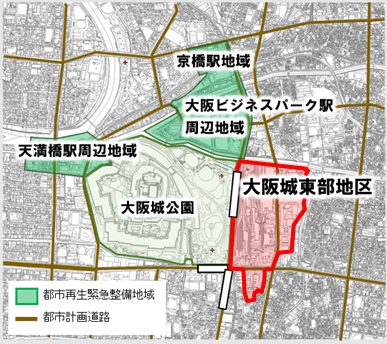 京橋駅地域
大阪ビジネスパーク駅
周辺地域
天満橋駅周辺地域
大阪城東部地区
大阪城公園
都市再生緊急整備地域
都市計画道路